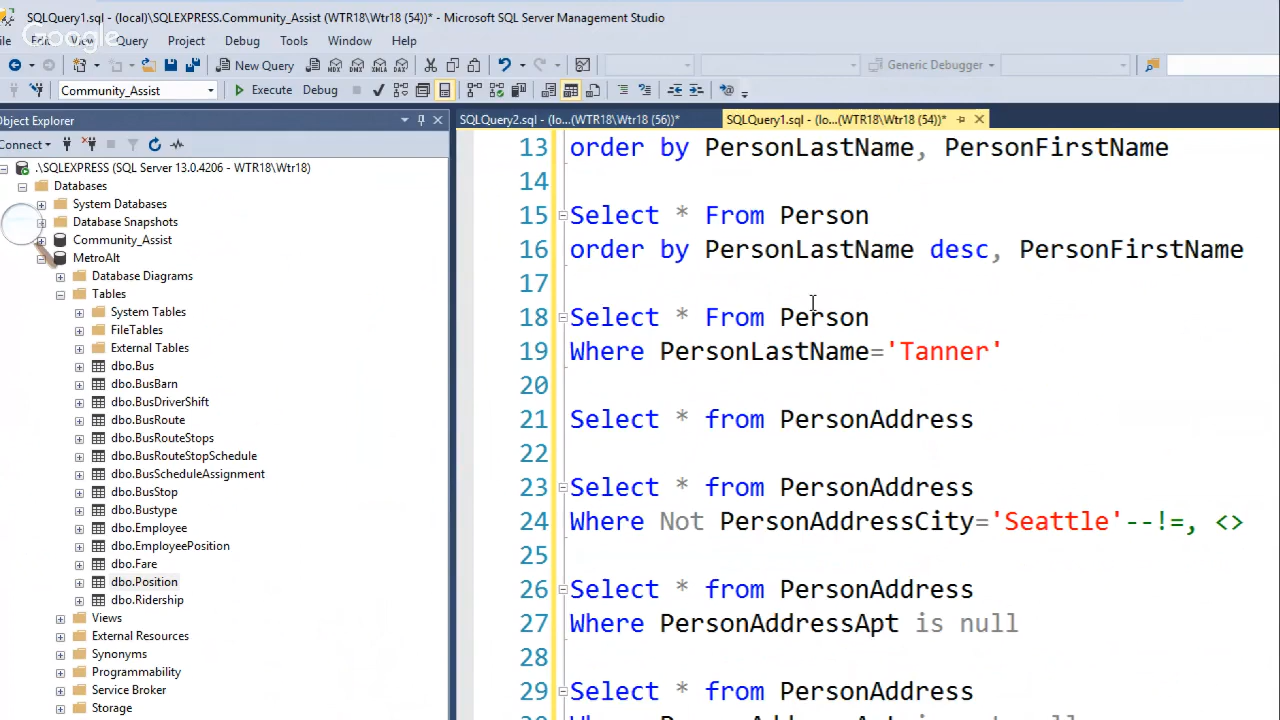 SQLQuery1.sql - (local)\SQLEXPRESS.Community_Assist (WTR18\Wtr18 (54))* - Microsoft SQL Server Management Studio
Google
Query Project Debug Tools Window Help
New Query MDX DMX XMLA DAX Generic Debugger
Community_Assist Execute Debug
Object Explorer
SQLQuery2.sql - (lo...(WTR18\Wtr18 (56))* SQLQuery1.sql - (lo...(WTR18\Wtr18 (54))*
Connect
.\SQLEXPRESS (SQL Server 13.0.4206 - WTR18\Wtr18)
Databases
System Databases
Database Snapshots
Community_Assist
MetroAlt
Database Diagrams
Tables
System Tables
FileTables
External Tables
dbo.Bus
dbo.BusBarn
dbo.BusDriverShift
dbo.BusRoute
dbo.BusRouteStops
dbo.BusRouteStopSchedule
dbo.BusScheduleAssignment
dbo.BusStop
dbo.Bustype
dbo.Employee
dbo.EmployeePosition
dbo.Fare
dbo.Position
dbo.Ridership
Views
External Resources
Synonyms
Programmability
Service Broker
Storage
13 order by PersonLastName, PersonFirstName
14
15 Select * From Person
16 order by PersonLastName desc, PersonFirstName
17
18 Select * From Person
19 Where PersonLastName='Tanner'
20
21 Select * from PersonAddress
22
23 Select * from PersonAddress
24 Where Not PersonAddressCity='Seattle'--!=, <>
25
26 Select * from PersonAddress
27 Where PersonAddressApt is null
28
29 Select * from PersonAddress